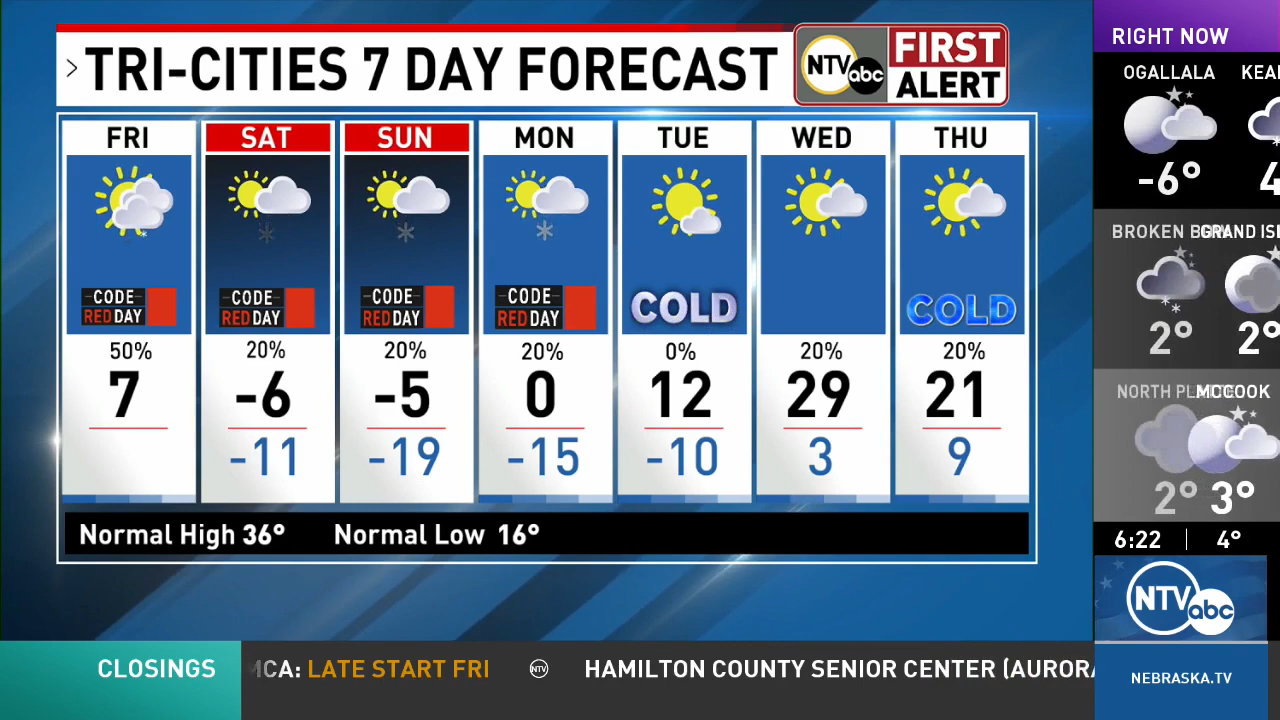 TRI-CITIES 7 DAY FORECAST
NTV abc
FIRST
ALERT
FRI SAT SUN MON TUE WED THU
CODE CODE CODE CODE
RED DAY RED DAY RED DAY RED DAY
COLD COLD
50% 20% 20% 20% 0% 20% 20%
7 -6 -5 0 12 29 21
-11 -19 -15 -10 3 9
Normal High 36° Normal Low 16°
RIGHT NOW
OGALLALA
-6°
BROKEN GRAND
2° 2°
NORTH MCCOOK
2° 3°
6:22 4°
NTV abc
NEBRASKA.TV
CLOSINGS
MCA: LATE START FRI NTV HAMILTON COUNTY SENIOR CENTER (AURORA